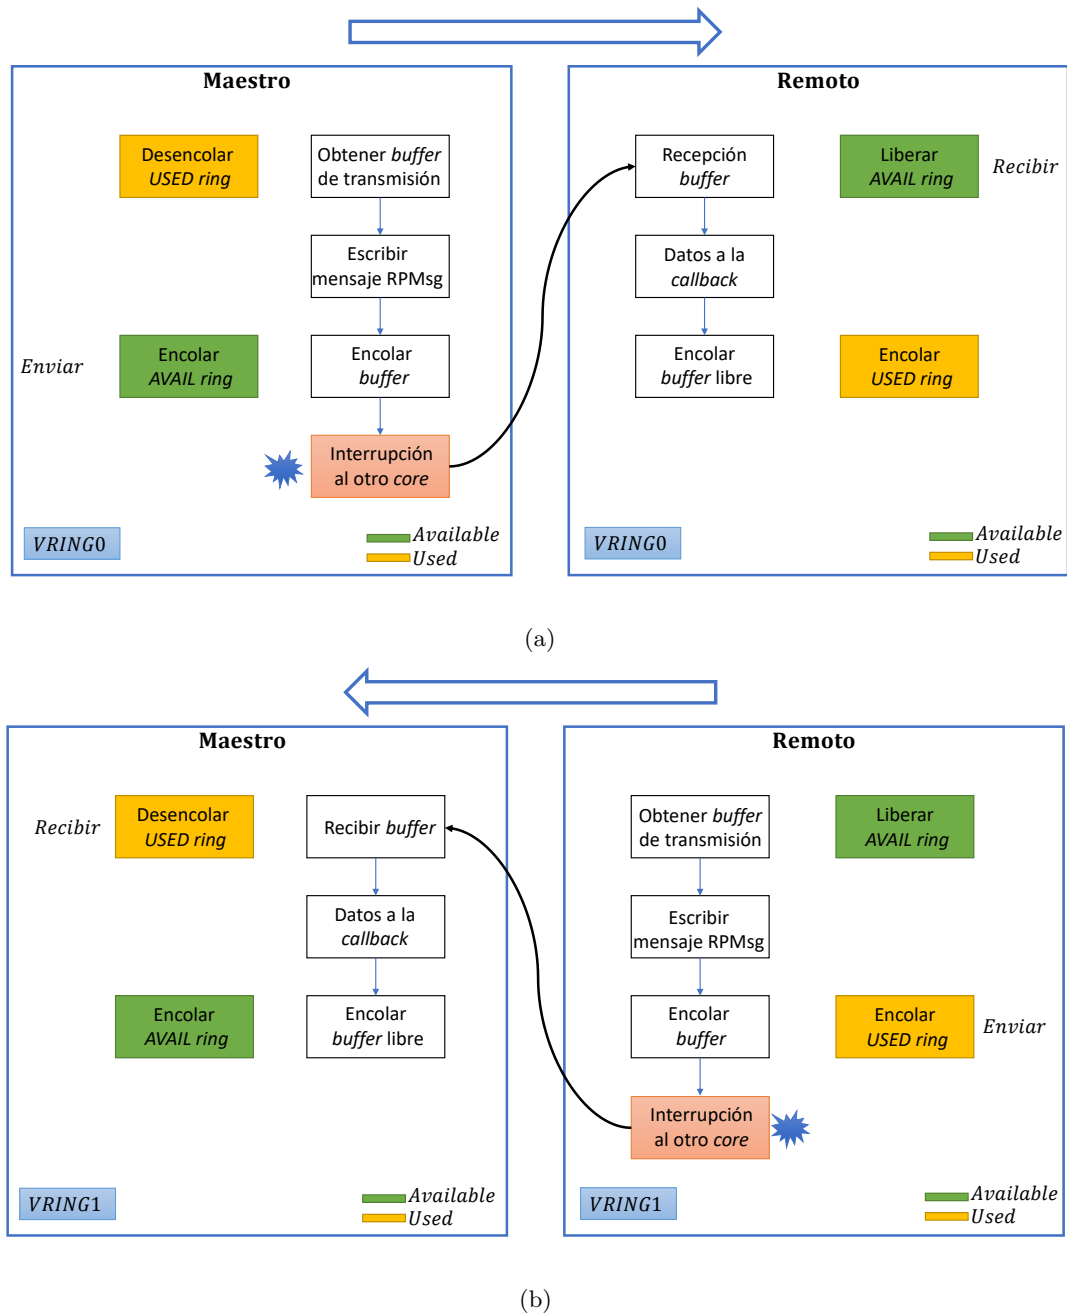 Maestro
Desencolar
USED ring
Obtener buffer
de transmisión
Escribir
mensaje RPMsg
Enviar
Encolar
AVAIL ring
Encolar
buffer
Interrupción
al otro core
VRING0
Available
Used
Remoto
Recepción
buffer
Liberar
AVAIL ring
Recibir
Datos a la
callback
Encolar
buffer libre
Encolar
USED ring
VRING0
Available
Used
(a)
Maestro
Recibir
Desencolar
USED ring
Recibir buffer
Datos a la
callback
Encolar
AVAIL ring
Encolar
buffer libre
VRING1
Available
Used
Remoto
Obtener buffer
de transmisión
Liberar
AVAIL ring
Escribir
mensaje RPMsg
Encolar
buffer
Encolar
USED ring
Enviar
Interrupción
al otro core
VRING1
Available
Used
(b)